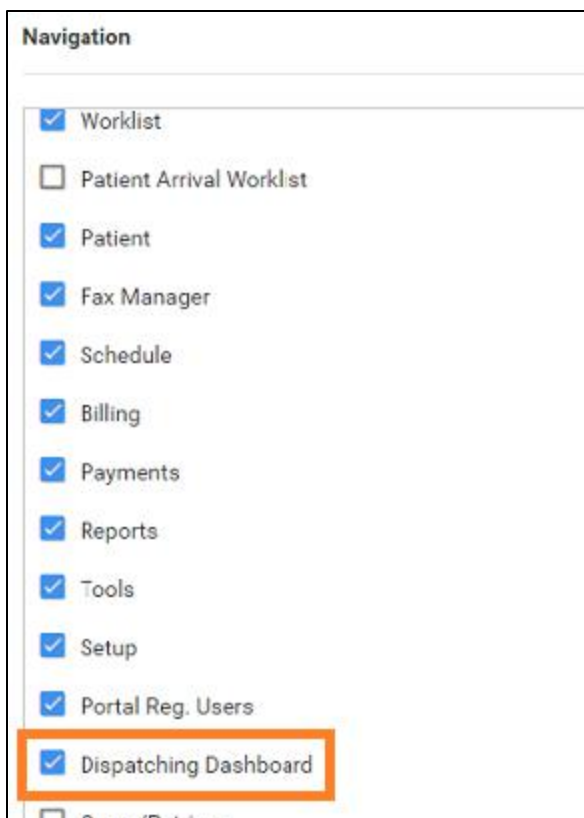 Navigation
Worklist
Patient Arrival Worklist
Patient
Fax Manager
Schedule
Billing
Payments
Reports
Tools
Setup
Portal Reg. Users
Dispatching Dashboard